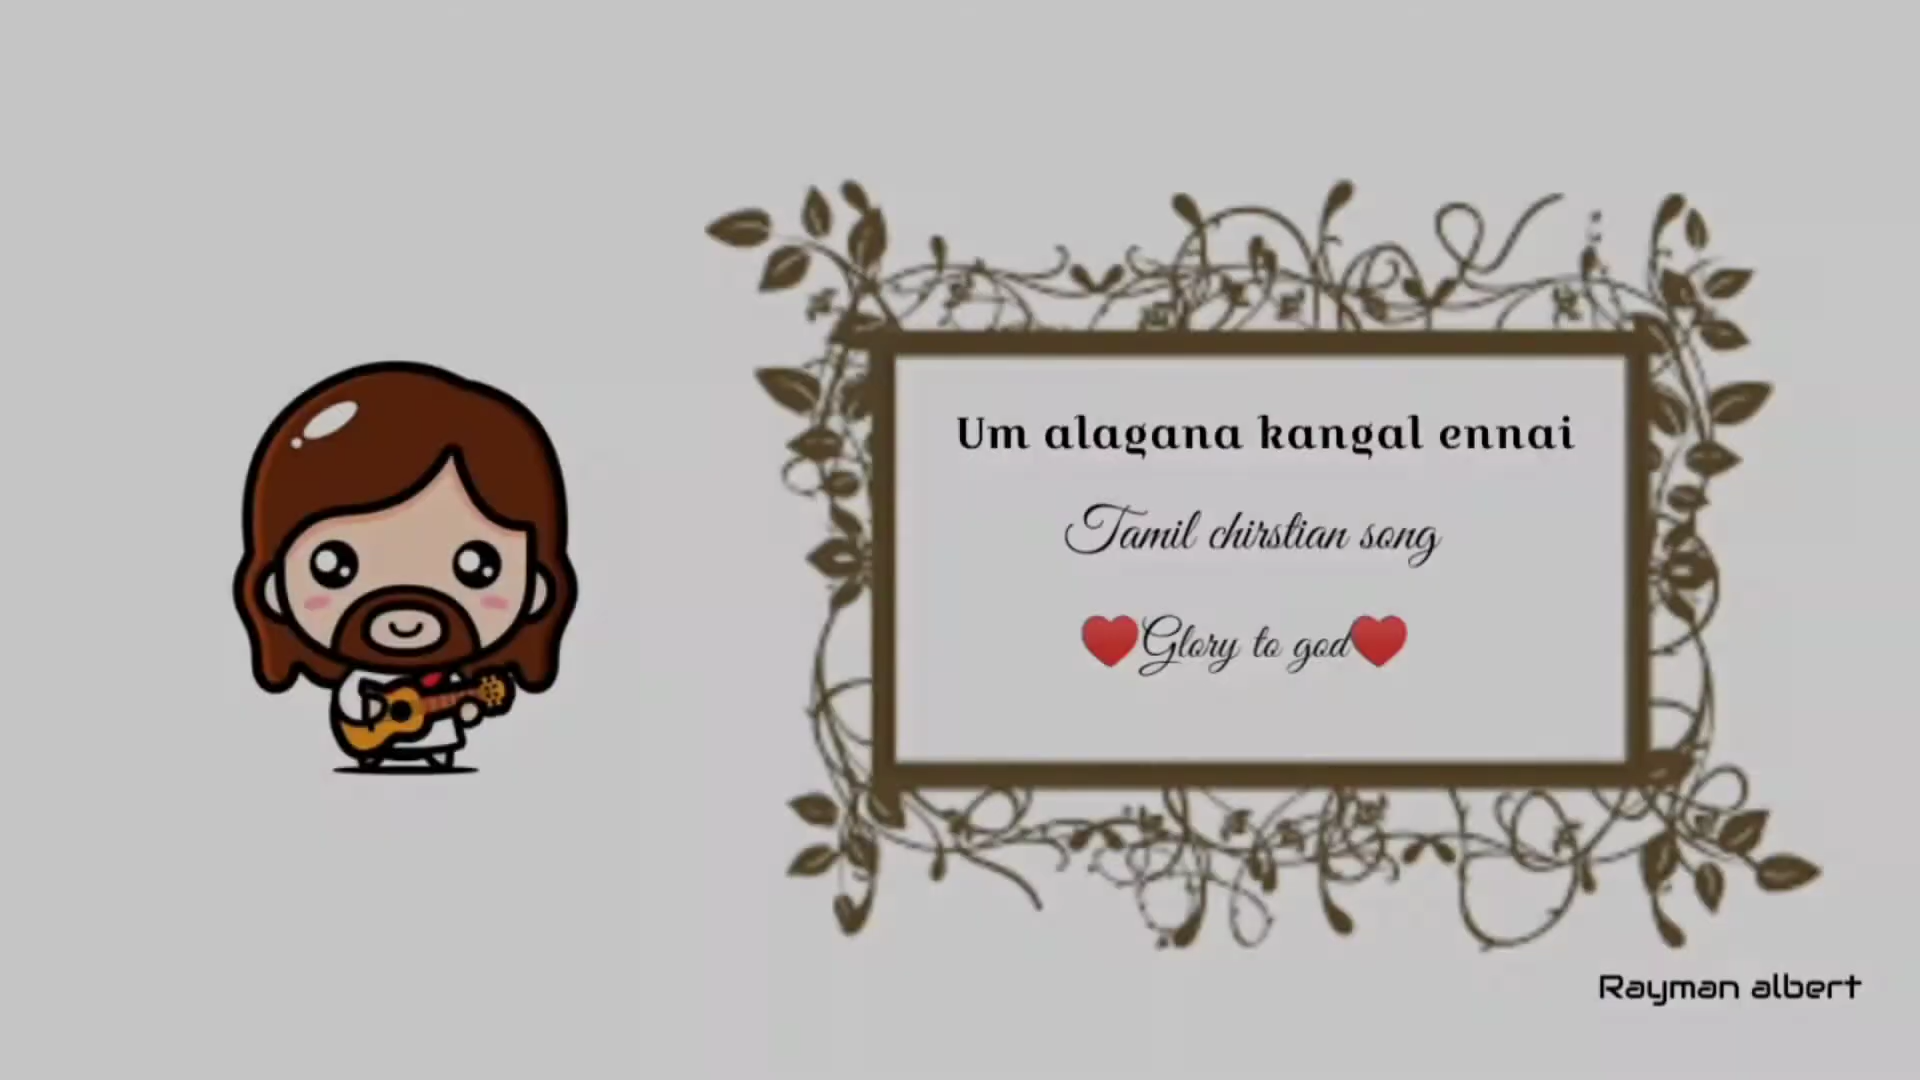 Um alagana kangal ennai
Tamil chirstian song
❤️Glory to god❤️
Rayman albert